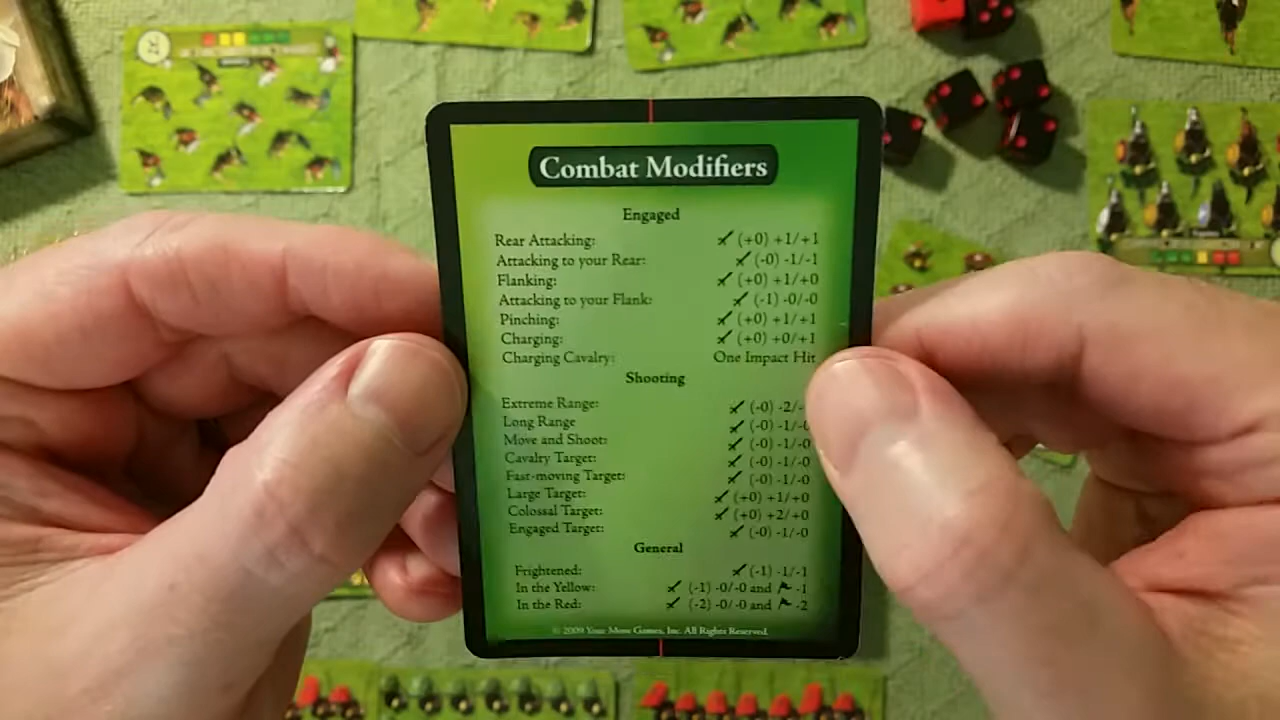 Combat Modifiers
Engaged
Rear Attacking: (+0) +1/+1
Attacking to your Rear: (-0) -1/-1
Flanking: (+0) +1/+0
Attacking to your Flank: (-1) -0/-0
Pinching: (+0) +1/+1
Charging: (+0) +0/+1
Charging Cavalry: One Impact Hit
Shooting
Extreme Range: (-0) -2/-
Long Range (-0) -1/-0
Move and Shoot: (-0) -1/-0
Cavalry Target: (-0) -1/-0
Fast-moving Target: (-0) -1/-0
Large Target: (+0) +1/+0
Colossal Target: (+0) +2/+0
Engaged Target: (-0) -1/-0
General
Frightened: (-1) -1/-1
In the Yellow: (-1) -0/-0 and -1
In the Red: (-2) -0/-0 and -2
© 2009 Your Move Games, Inc. All Rights Reserved.